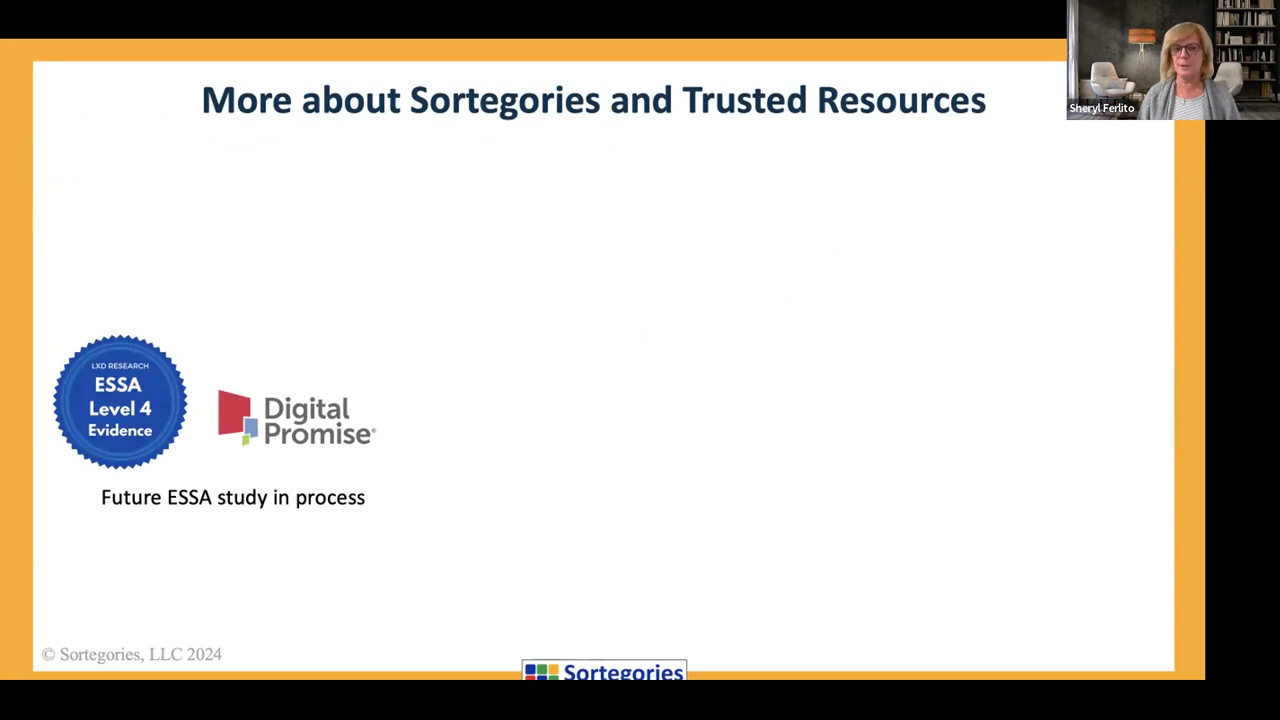 More about Sortegories and Trusted Resources
Sheryl Ferlito
LXD RESEARCH
ESSA
Level 4
Evidence
Digital
Promise®
Future ESSA study in process
© Sortegories, LLC 2024
Sortegories